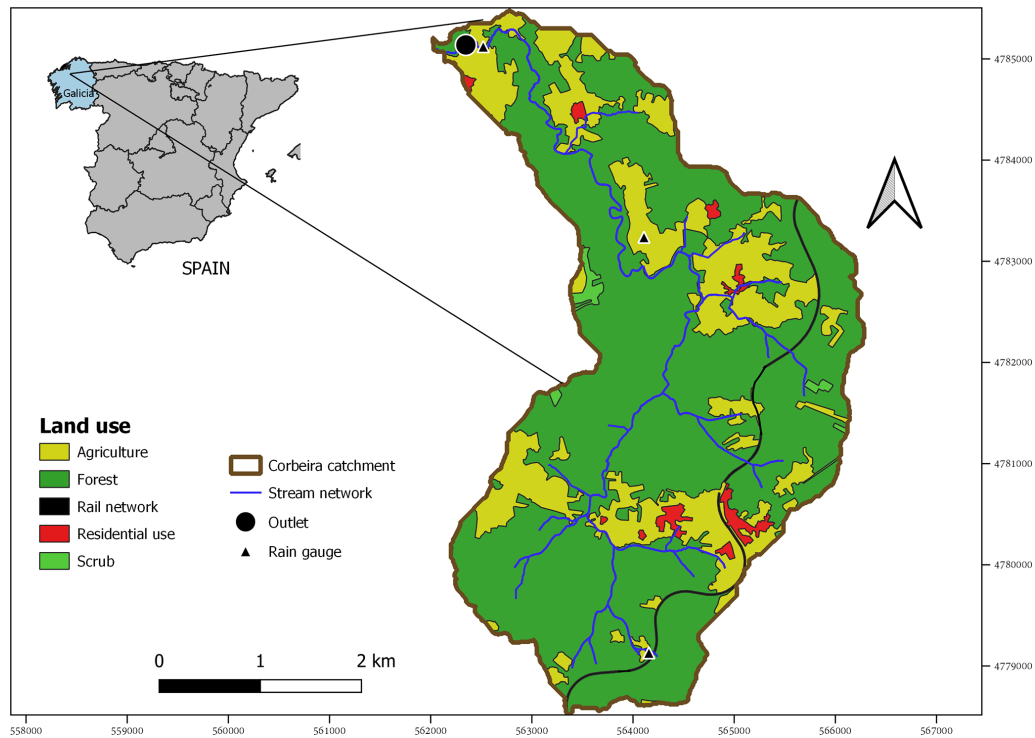 Galicia
SPAIN
Land use
Agriculture
Forest
Rail network
Residential use
Scrub
Corbeira catchment
Stream network
Outlet
Rain gauge
0 1 2 km
4785000
4784000
4783000
4782000
4781000
4780000
4779000
558000 559000 560000 561000 562000 563000 564000 565000 566000 567000